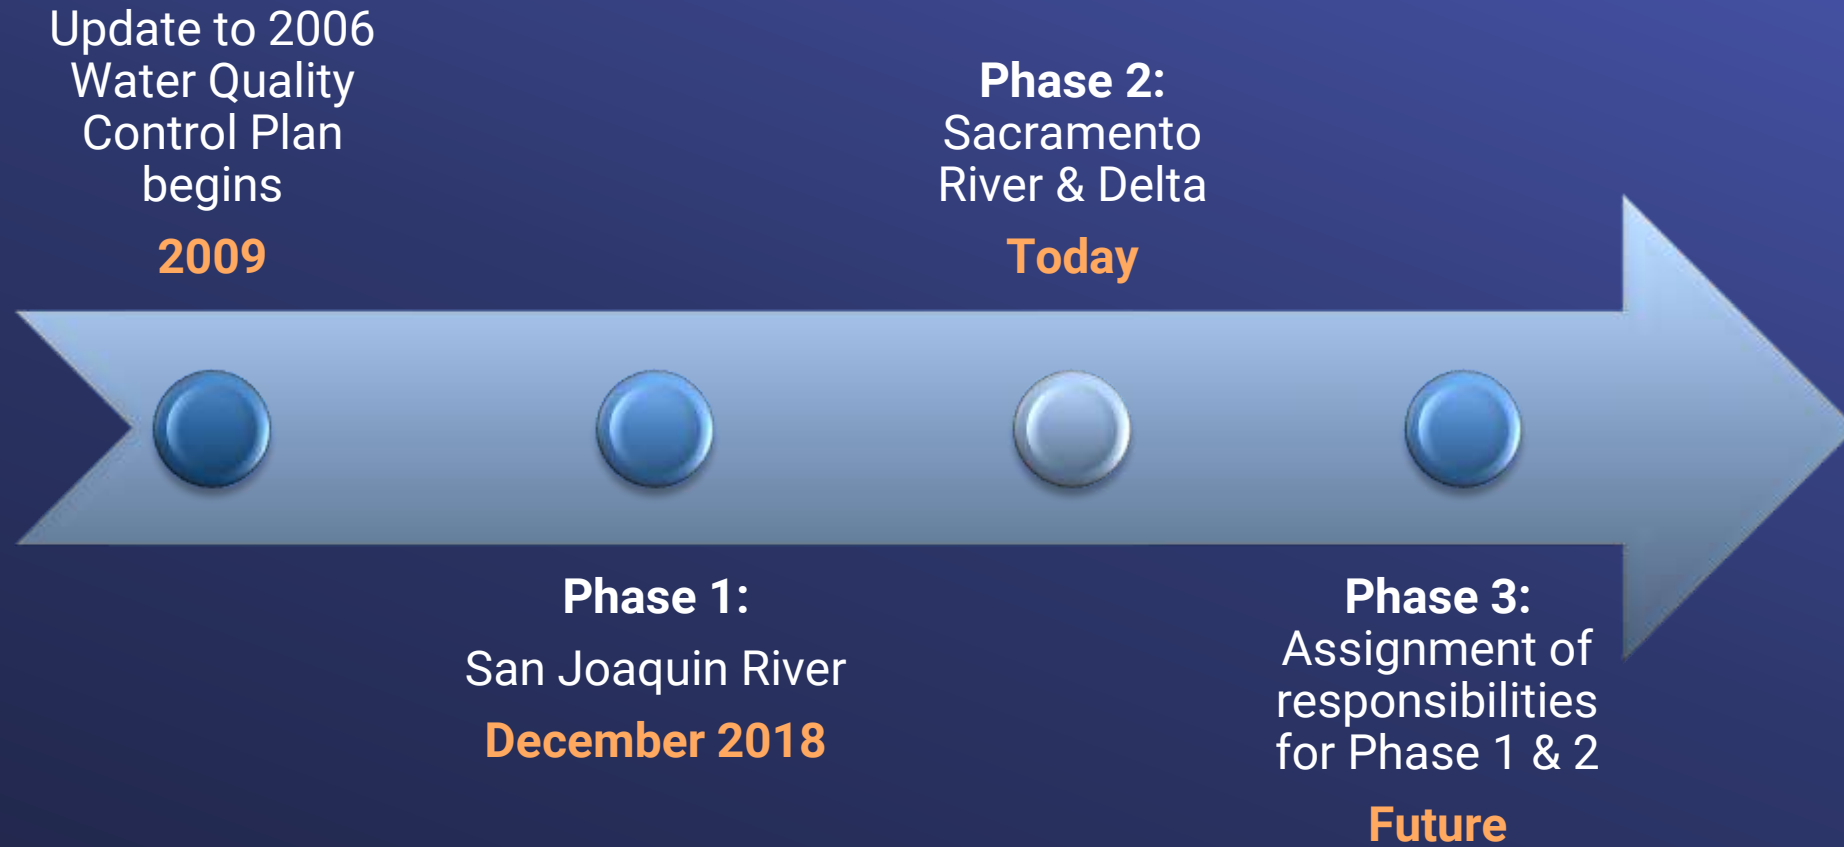 Update to 2006
Water Quality
Control Plan
begins
2009
Phase 1:
San Joaquin River
December 2018
Phase 2:
Sacramento
River & Delta
Today
Phase 3:
Assignment of
responsibilities
for Phase 1 & 2
Future